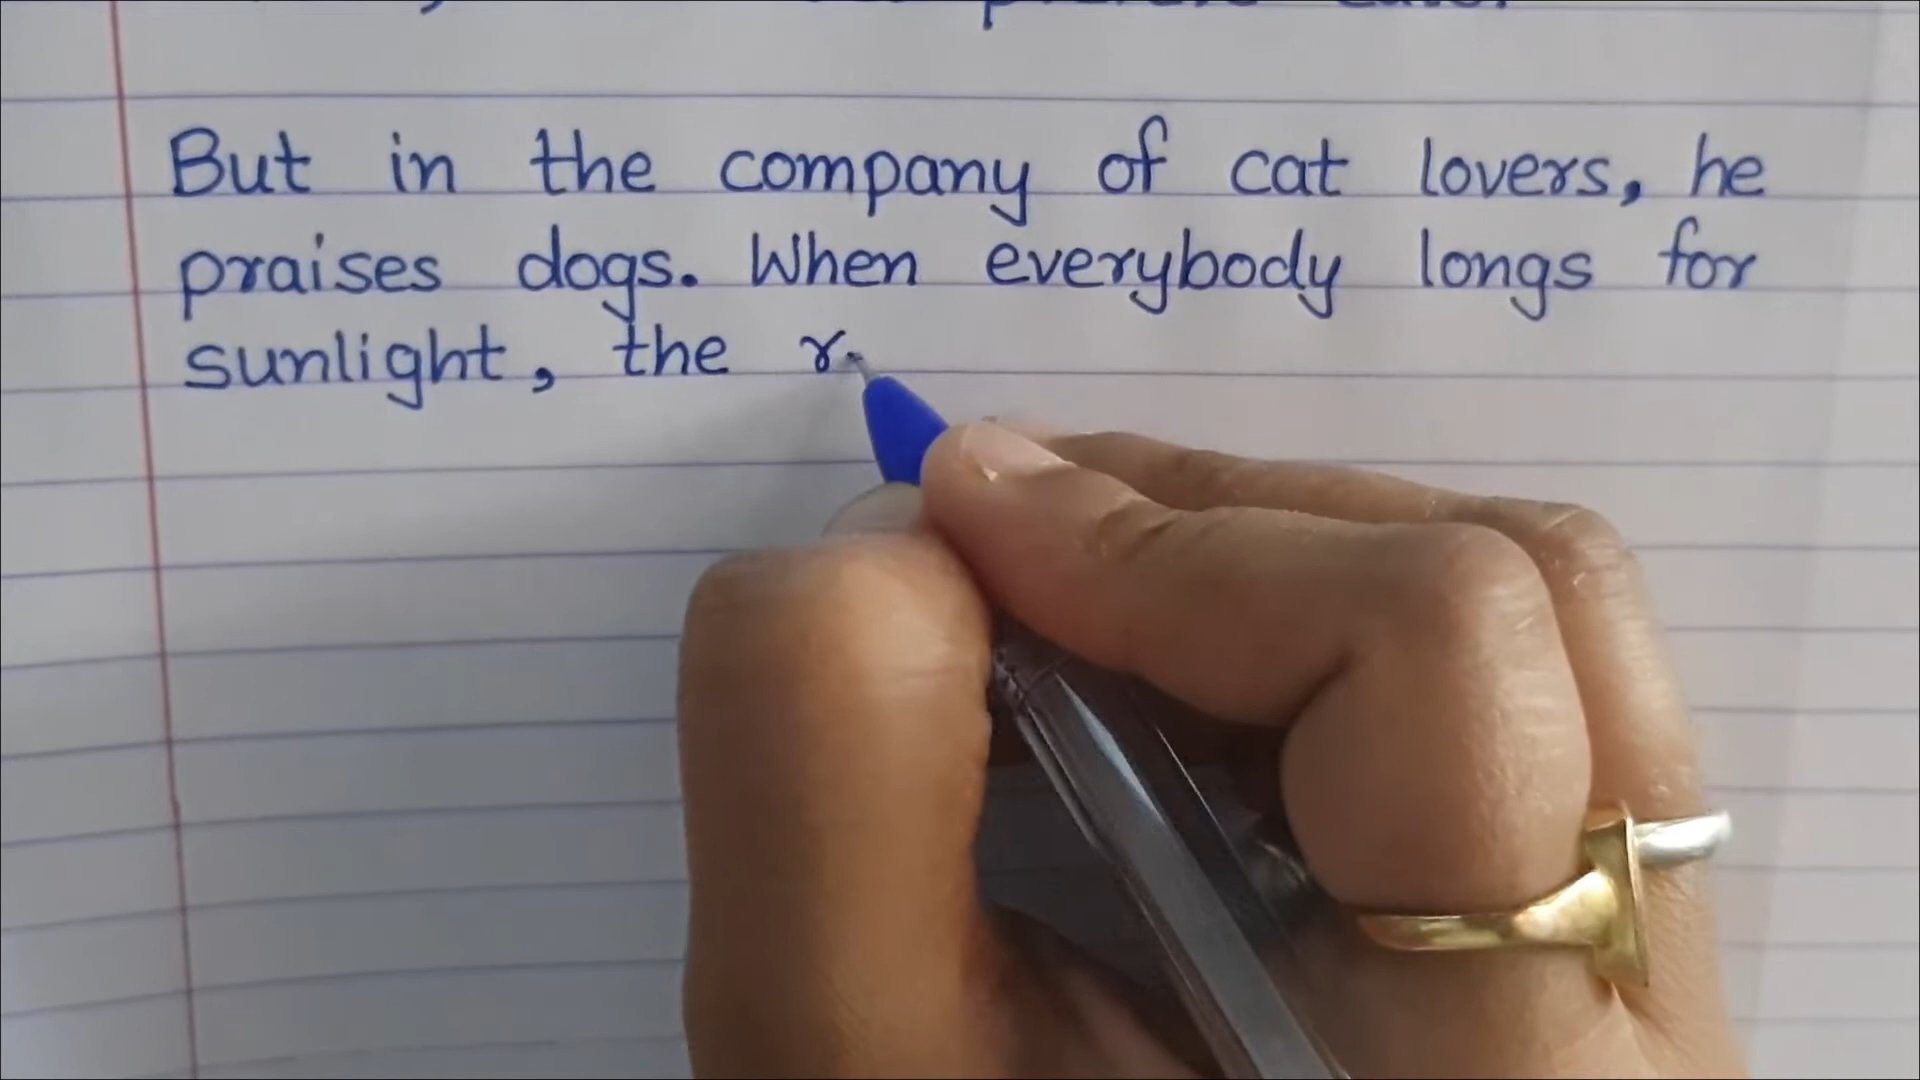 But in the company of cat lovers, he
praises dogs. When everybody longs for
sunlight, the r